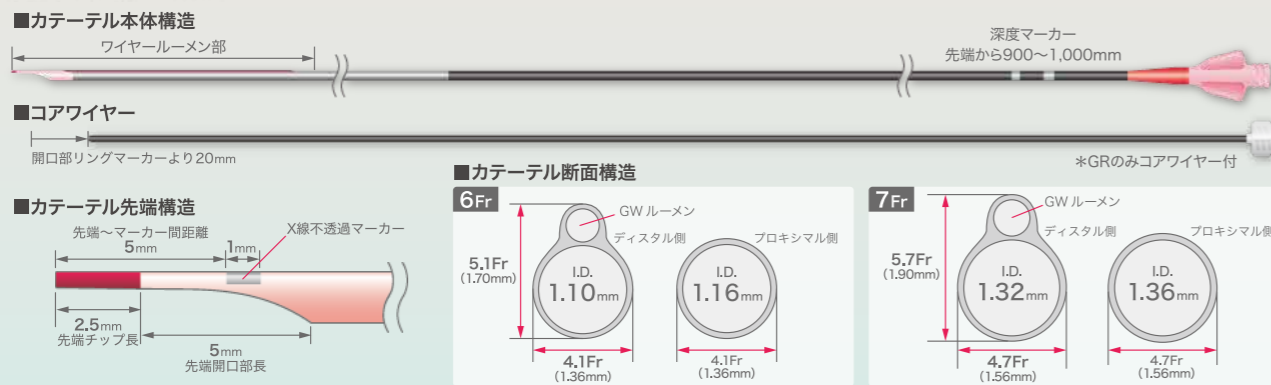 ■カテーテル本体構造
ワイヤールーメン部
深度マーカー
先端から900〜1,000mm
■コアワイヤー
開口部リングマーカーより20mm
＊GRのみコアワイヤー付
■カテーテル先端構造
先端〜マーカー間距離
5mm
1mm
X線不透過マーカー
2.5mm
先端チップ長
5mm
先端開口部長
■カテーテル断面構造
6Fr
GWルーメン
ディスタル側
プロキシマル側
5.1Fr
(1.70mm)
I.D.
1.10mm
I.D.
1.16mm
4.1Fr
(1.36mm)
4.1Fr
(1.36mm)
7Fr
GWルーメン
ディスタル側
プロキシマル側
5.7Fr
(1.90mm)
I.D.
1.32mm
I.D.
1.36mm
4.7Fr
(1.56mm)
4.7Fr
(1.56mm)